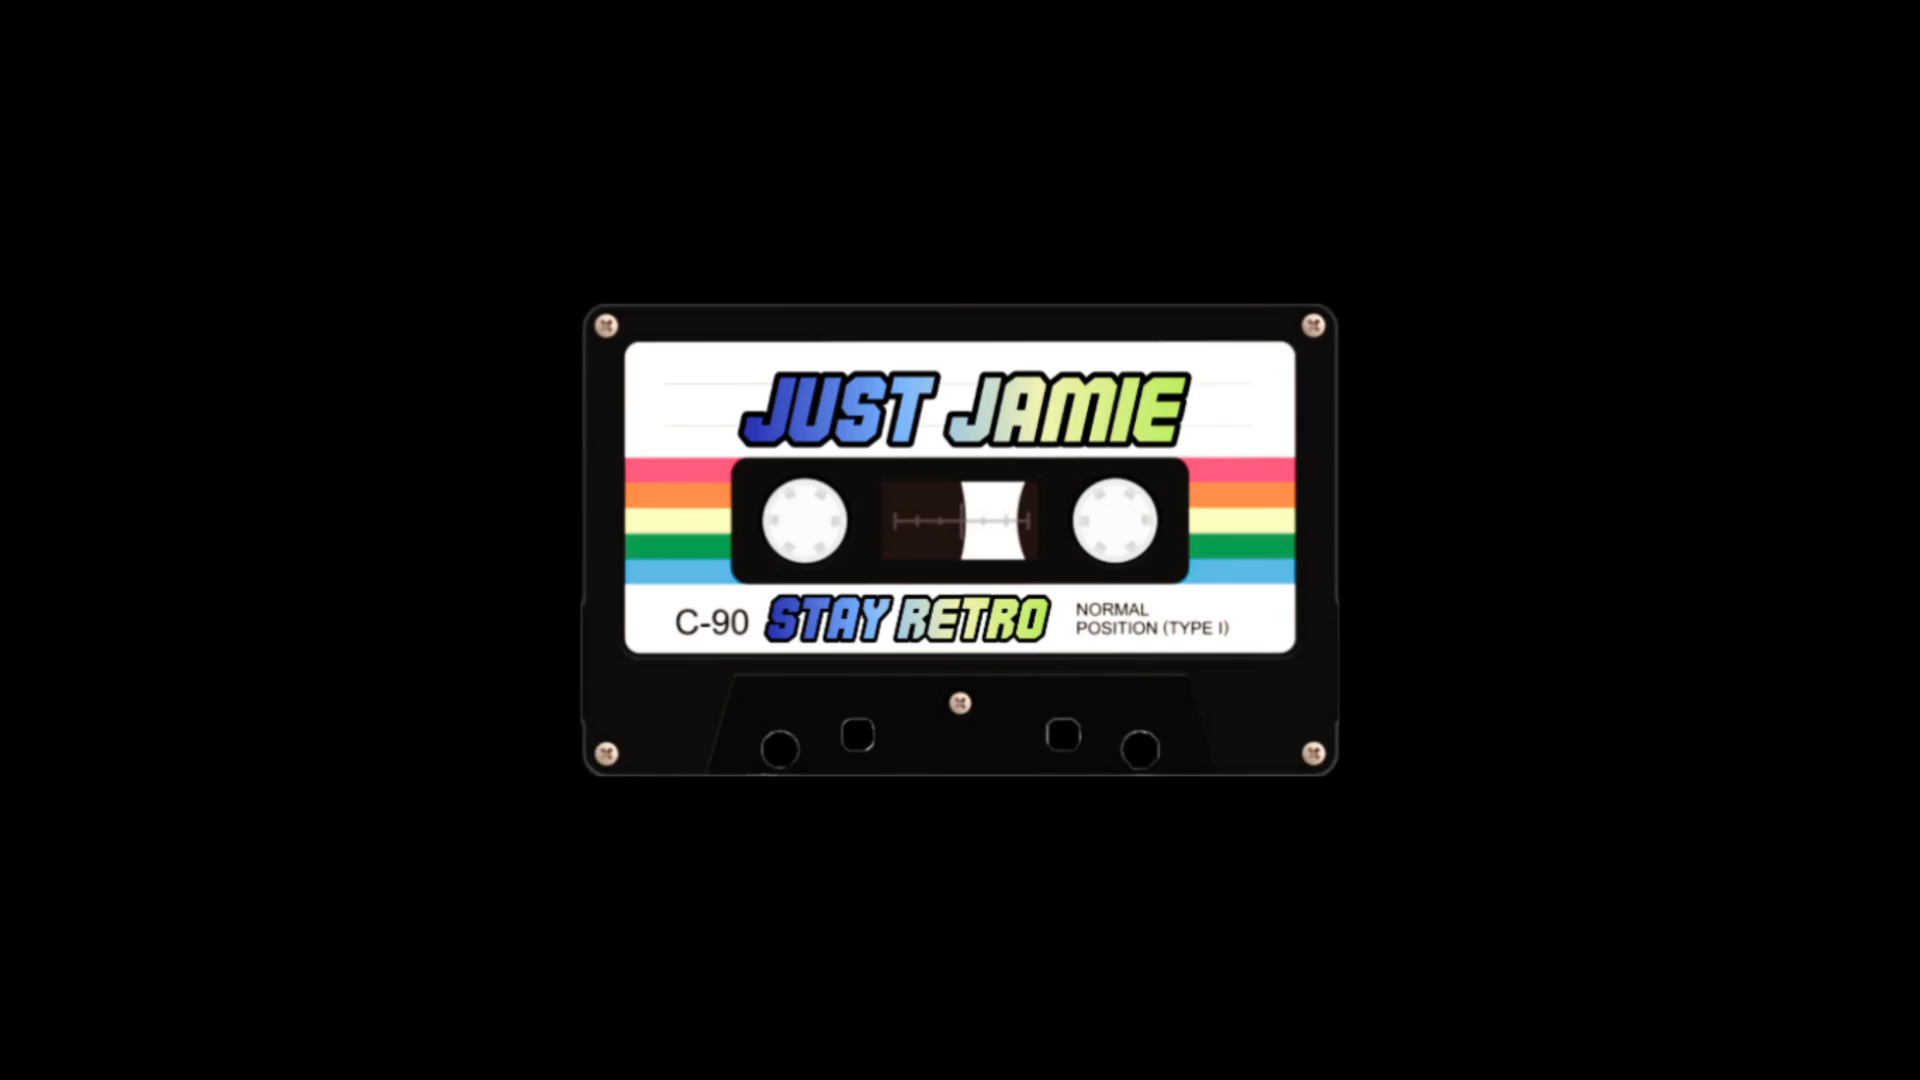 JUST JAMIE
C-90
STAY RETRO
NORMAL
POSITION (TYPE I)